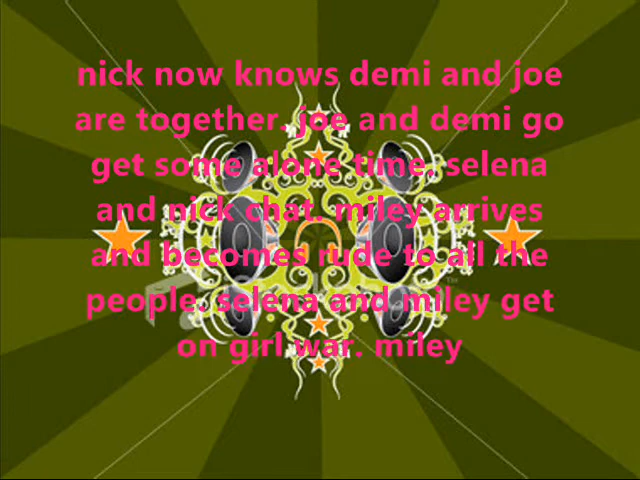 nick now knows demi and joe
are together. joe and demi go
get some alone time. selena
and nick chat. miley arrives
and becomes rude to all the
people. selena and miley get
on girl war. miley